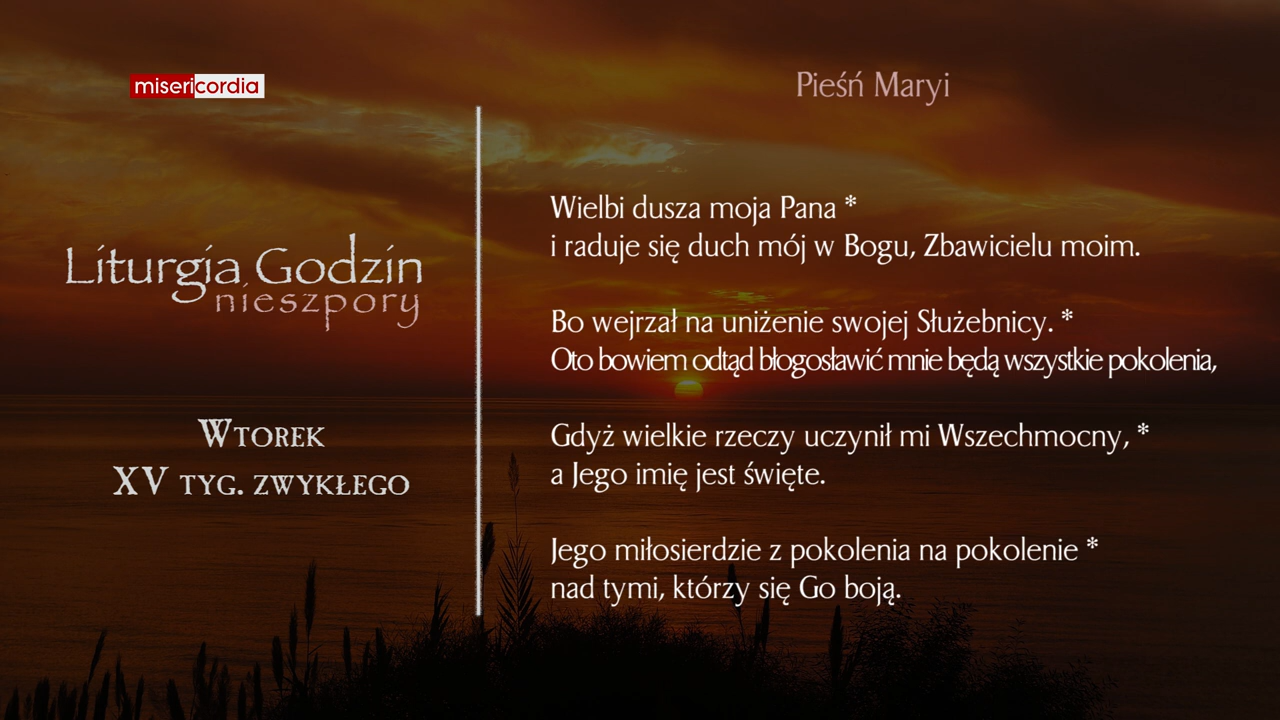 misericordia
Liturgia Godzin
nieszpory
Wtorek
XV tyg. zwykłego
Pieśń Maryi
Wielbi dusza moja Pana *
i raduje się duch mój w Bogu, Zbawicielu moim.
Bo wejrzał na uniżenie swojej Służebnicy. *
Oto bowiem odtąd błogosławić mnie będą wszystkie pokolenia,
Gdyż wielkie rzeczy uczynił mi Wszechmocny, *
a Jego imię jest święte.
Jego miłosierdzie z pokolenia na pokolenie *
nad tymi, którzy się Go boją.